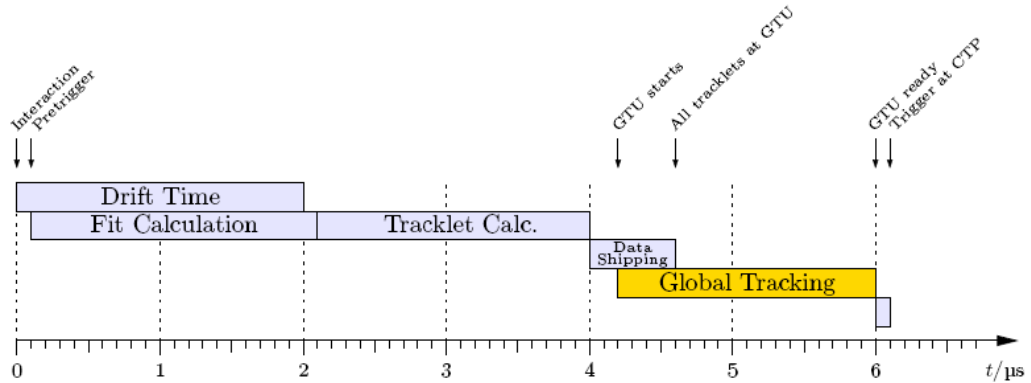 Interaction
Pretrigger
GTU starts
All tracklets at GTU
GTU ready
Trigger at CTP
Drift Time
Fit Calculation
Tracklet Calc.
Data
Shipping
Global Tracking
0 1 2 3 4 5 6 t/µs